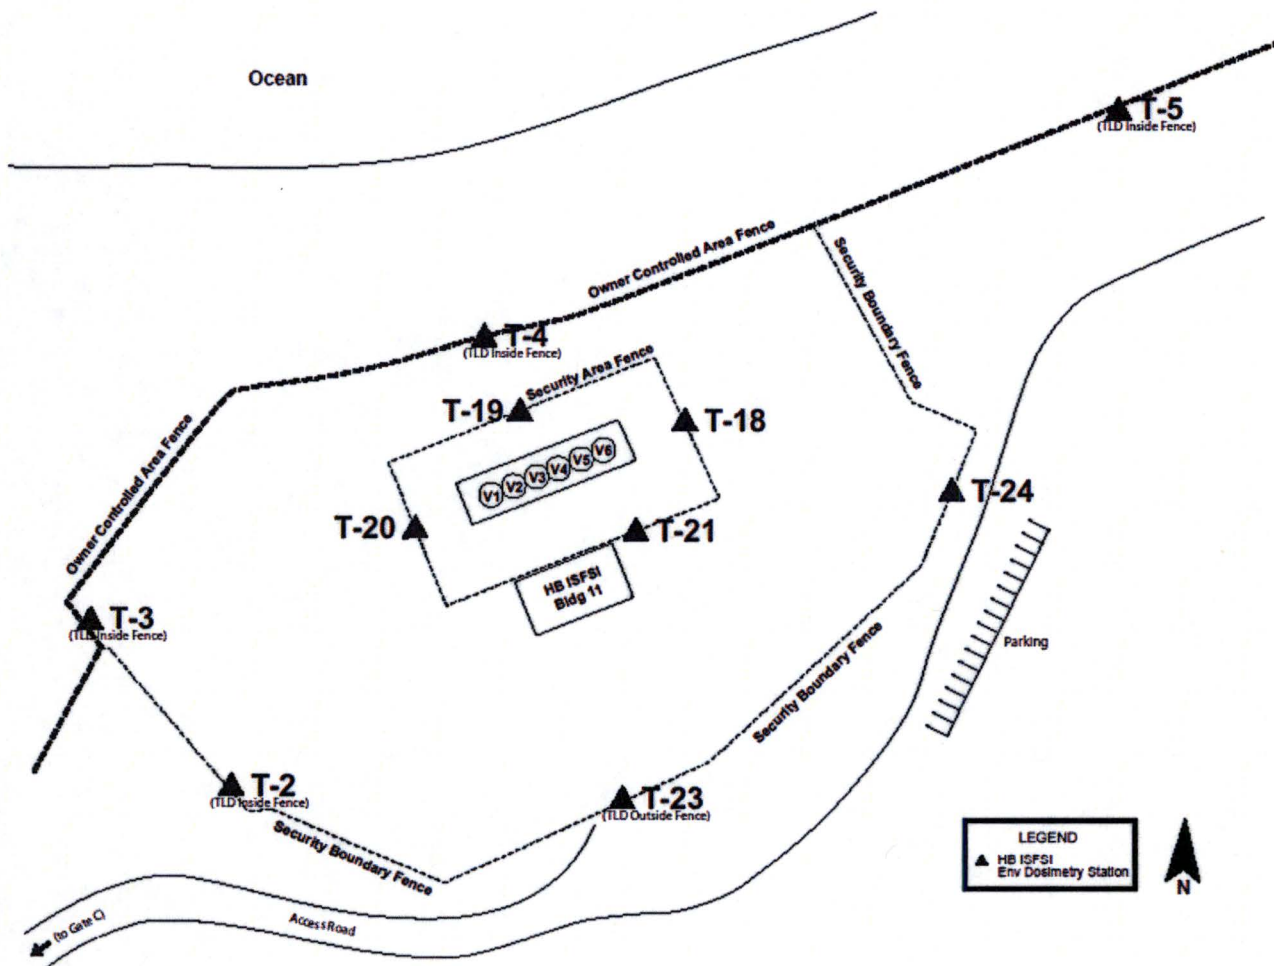 Ocean
T-5
(TLD Inside Fence)
Owner Controlled Area Fence
Security Boundary Fence
T-4
(TLD Inside Fence)
Security Area Fence
T-19
T-18
Owner Controlled Area Fence
V1 V2 V3 V4 V5 V6
T-24
T-20
T-21
HB ISFSI
Bldg 11
T-3
(TLD Inside Fence)
Parking
Security Boundary Fence
T-2
(TLD Inside Fence)
T-23
(TLD Outside Fence)
Security Boundary Fence
LEGEND
HB ISFSI
Env Dosimetry Station
N
Access Road
(to Gate C)